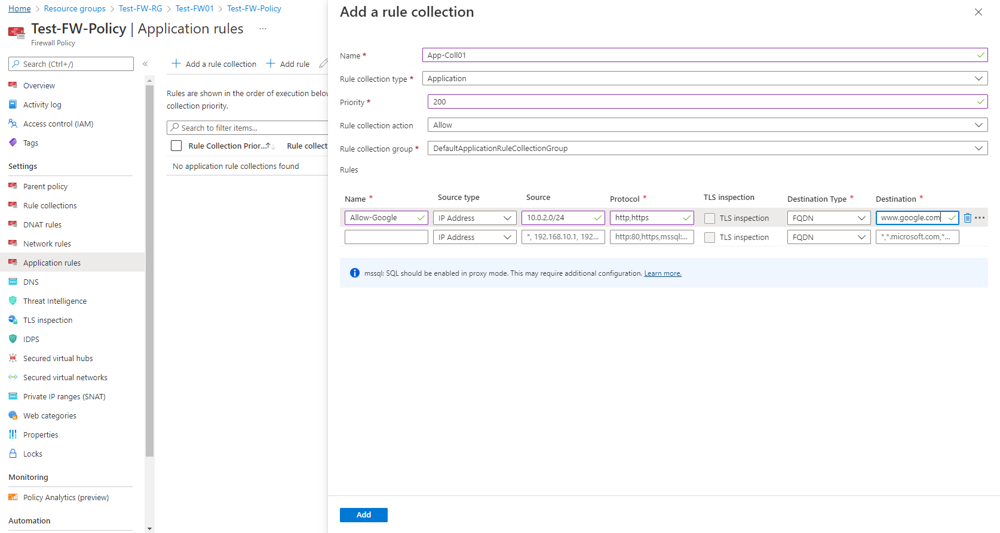 Home > Resource groups > Test-FW-RG > Test-FW01 > Test-FW-Policy
Test-FW-Policy | Application rules ...
Firewall Policy
Search (Ctrl+/) «
Overview
Activity log
Access control (IAM)
Tags
Settings
Parent policy
Rule collections
DNAT rules
Network rules
Application rules
DNS
Threat Intelligence
TLS inspection
IDPS
Secured virtual hubs
Secured virtual networks
Private IP ranges (SNAT)
Web categories
Properties
Locks
Monitoring
Policy Analytics (preview)
Automation
+ Add a rule collection + Add rule
Rules are shown in the order of execution below
collection priority.
Search to filter items...
Rule Collection Prior...↑↓ Rule collect
No application rule collections found
Add a rule collection
Name * App-Coll01
Rule collection type * Application
Priority * 200
Rule collection action Allow
Rule collection group * DefaultApplicationRuleCollectionGroup
Rules
Name * Source type Source Protocol * TLS inspection Destination Type * Destination *
Allow-Google IP Address 10.0.2.0/24 http,https TLS inspection FQDN www.google.com ...
IP Address *, 192.168.10.1, 192... http:80,https,mssql:... TLS inspection FQDN *,*.microsoft.com,*...
mssql: SQL should be enabled in proxy mode. This may require additional configuration. Learn more.
Add